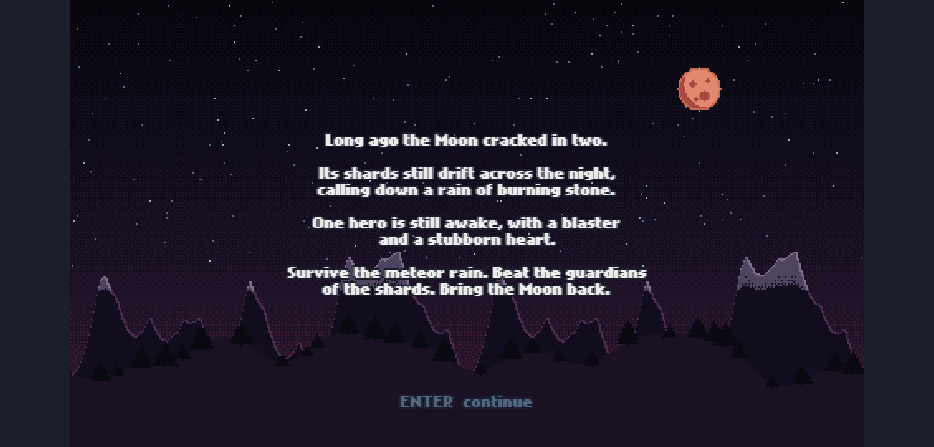 Long ago the Moon cracked in two.
Its shards still drift across the night,
calling down a rain of burning stone.
One hero is still awake, with a blaster
and a stubborn heart.
Survive the meteor rain. Beat the guardians
of the shards. Bring the Moon back.
ENTER continue